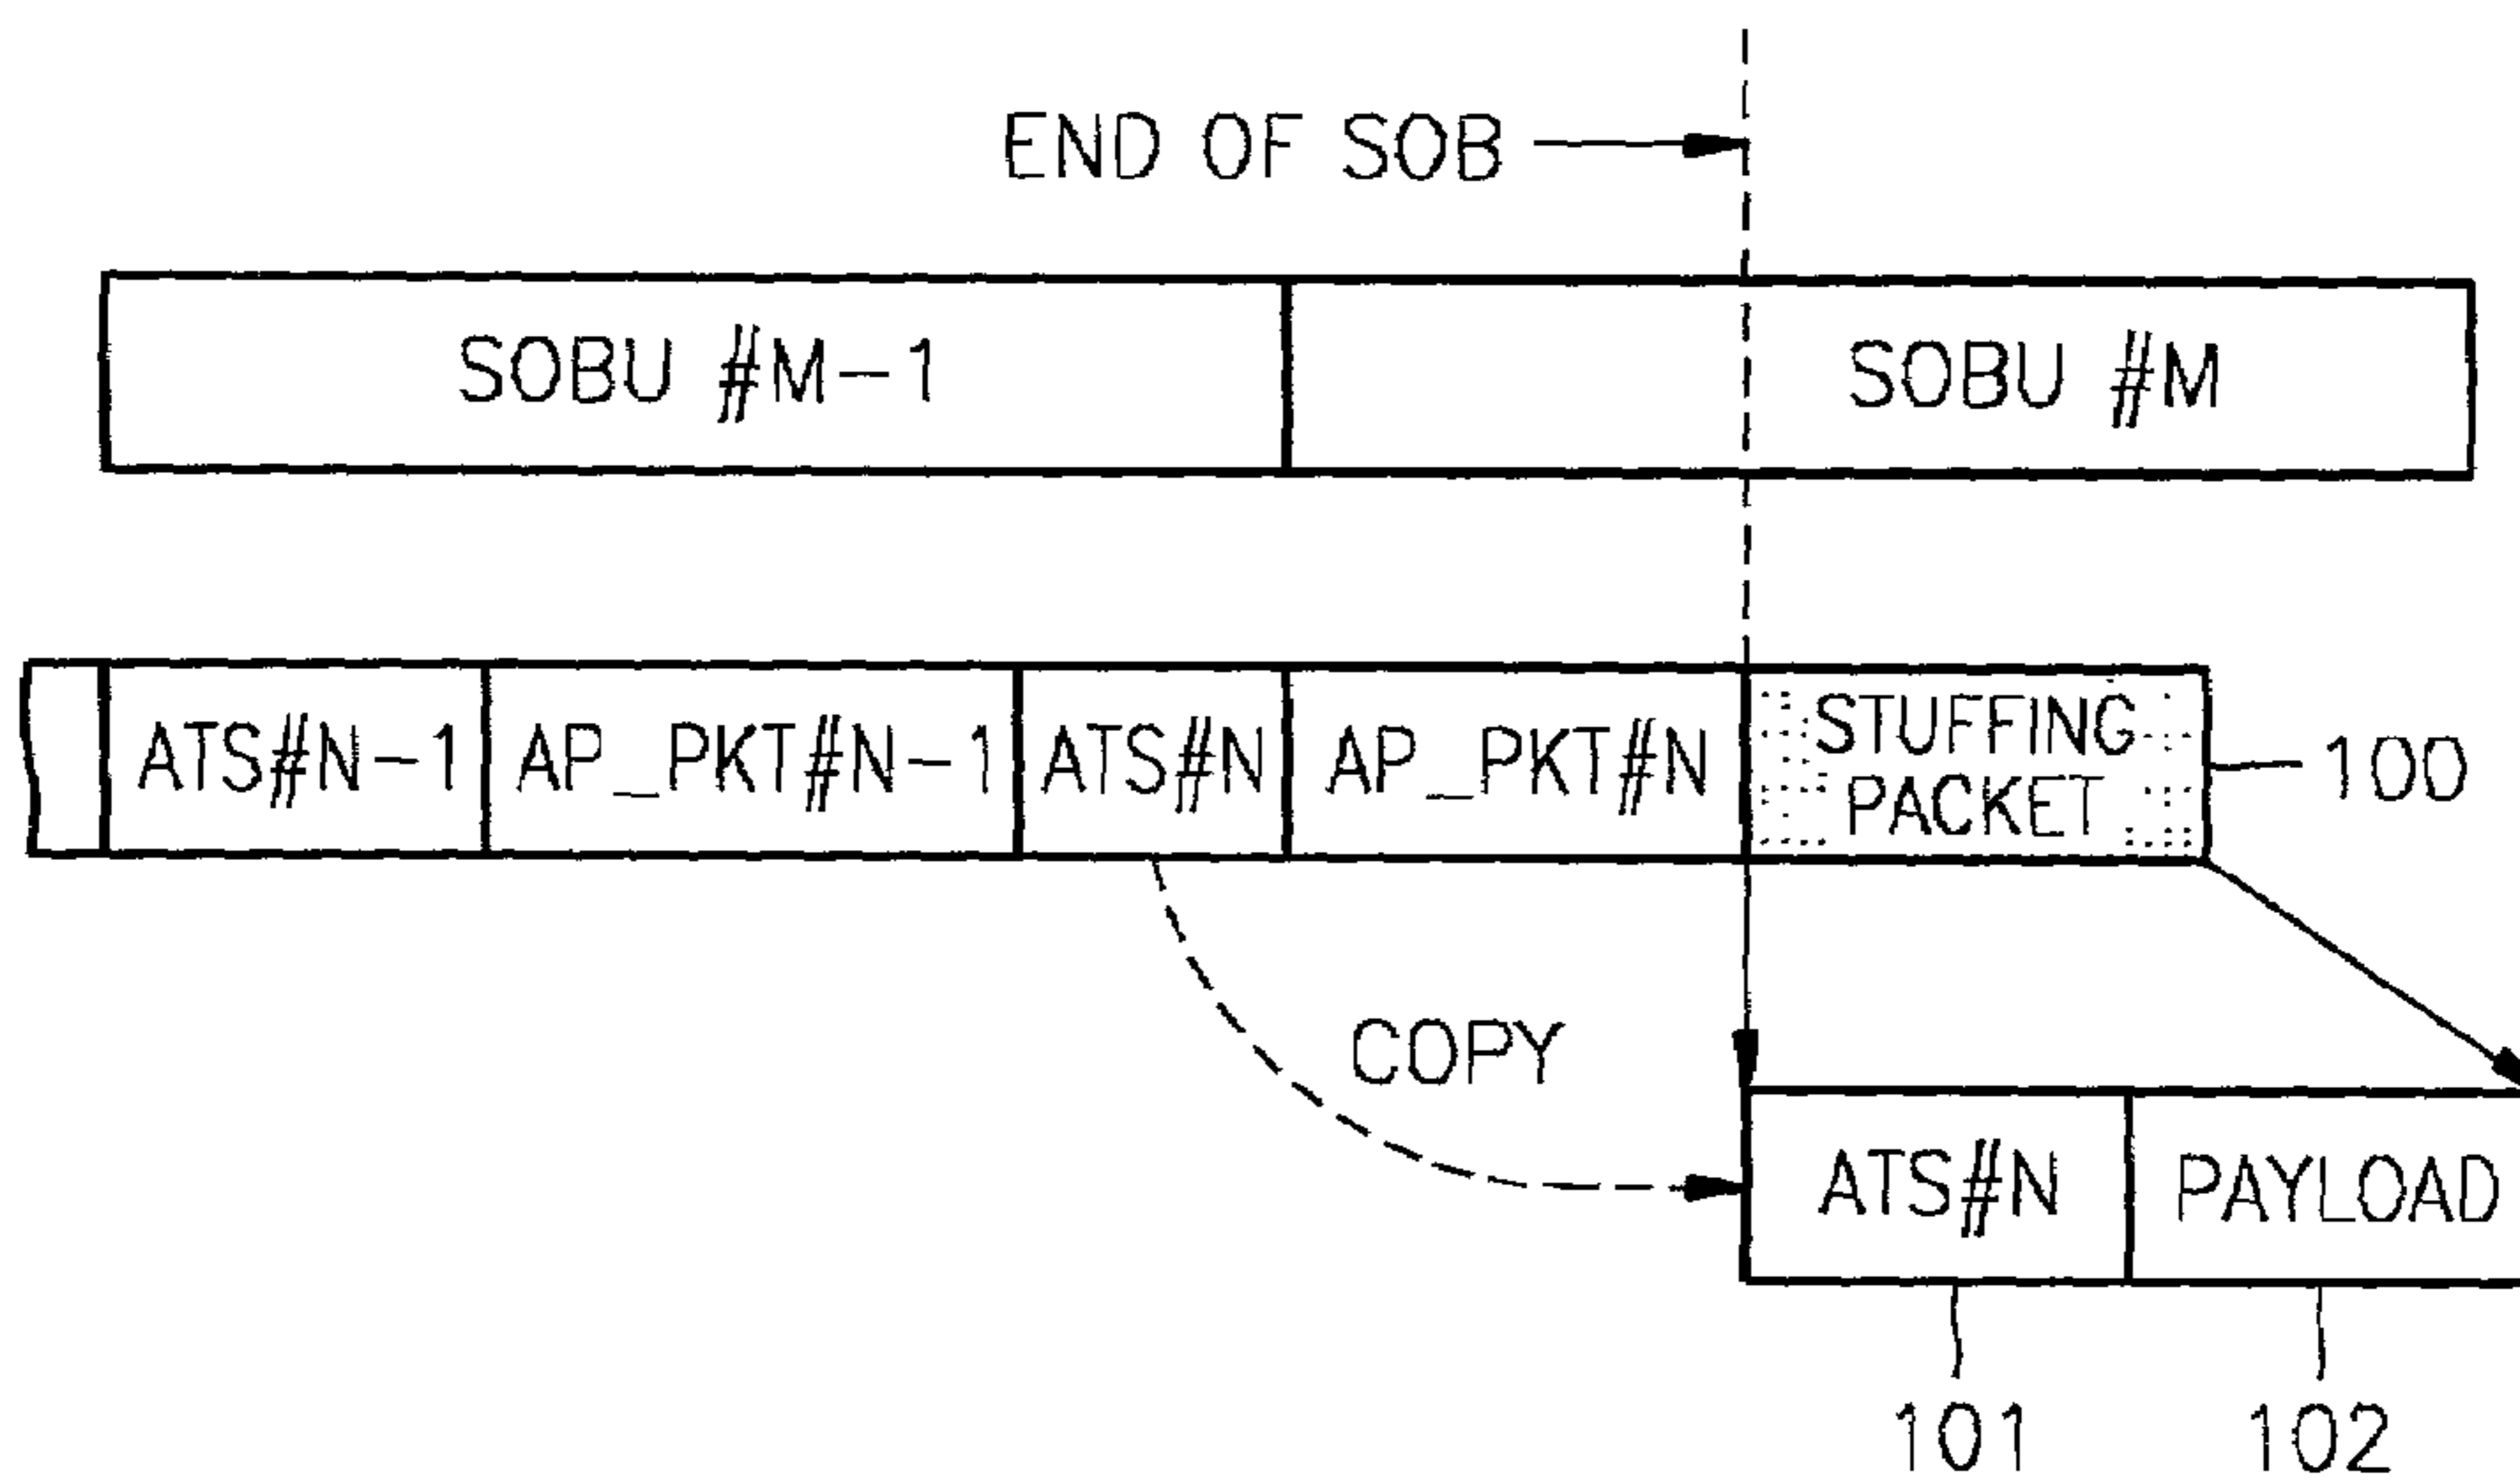 END OF SOB
SOBU #M-1 SOBU #M
ATS#N-1 AP_PKT#N-1 ATS#N AP_PKT#N STUFFING
PACKET
100
COPY
ATS#N PAYLOAD
101 102